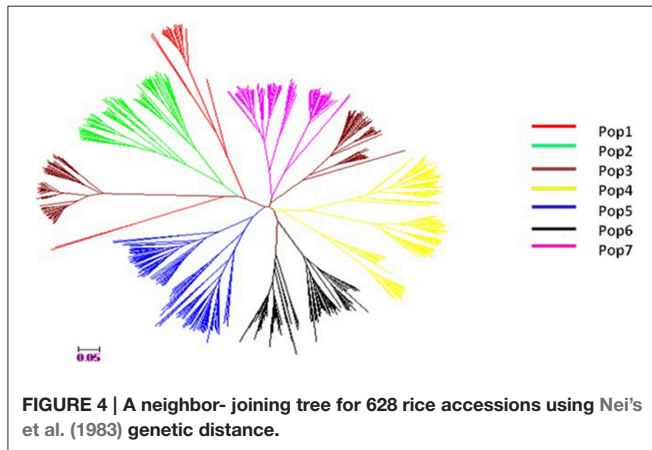 Pop1
Pop2
Pop3
Pop4
Pop5
Pop6
Pop7
0.05
FIGURE 4 | A neighbor- joining tree for 628 rice accessions using Nei's
et al. (1983) genetic distance.